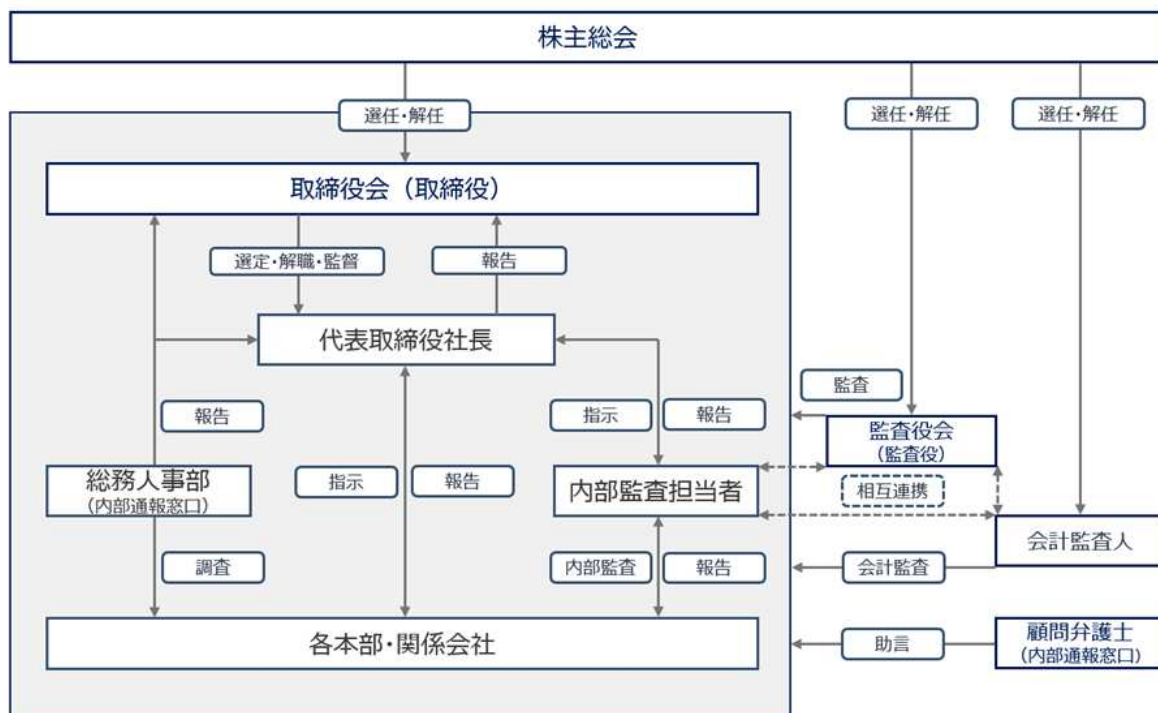 株主総会
選任・解任
選任・解任
選任・解任
取締役会（取締役）
選定・解職・監督
報告
代表取締役社長
監査
報告
指示
報告
監査役会
（監査役）
総務人事部
（内部通報窓口）
指示
報告
内部監査担当者
相互連携
会計監査人
調査
内部監査
報告
会計監査
各本部・関係会社
助言
顧問弁護士
（内部通報窓口）